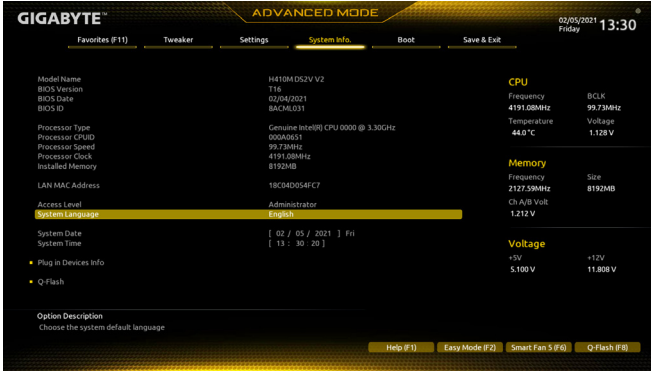 GIGABYTE™
ADVANCED MODE
02/05/2021 Friday 13:30
Favorites (F11) Tweaker Settings System Info. Boot Save & Exit
Model Name H410M DS2V V2
BIOS Version T16
BIOS Date 02/04/2021
BIOS ID BACML031
Processor Type Genuine Intel(R) CPU 0000 @ 3.30GHz
Processor CPUID 000A0651
Processor Speed 99.73MHz
Processor Clock 4191.08MHz
Installed Memory 8192MB
LAN MAC Address 18C04D054FC7
Access Level Administrator
System Language English
System Date [ 02 / 05 / 2021 ] Fri
System Time [ 13 : 30 : 20 ]
Plug in Devices Info
Q-Flash
CPU
Frequency BCLK
4191.08MHz 99.73MHz
Temperature Voltage
44.0 °C 1.128 V
Memory
Frequency Size
2127.59MHz 8192MB
Ch A/B Volt
1.212 V
Voltage
+5V +12V
5.100 V 11.808 V
Option Description
Choose the system default language
Help (F1) Easy Mode (F2) Smart Fan 5 (F6) Q-Flash (F8)